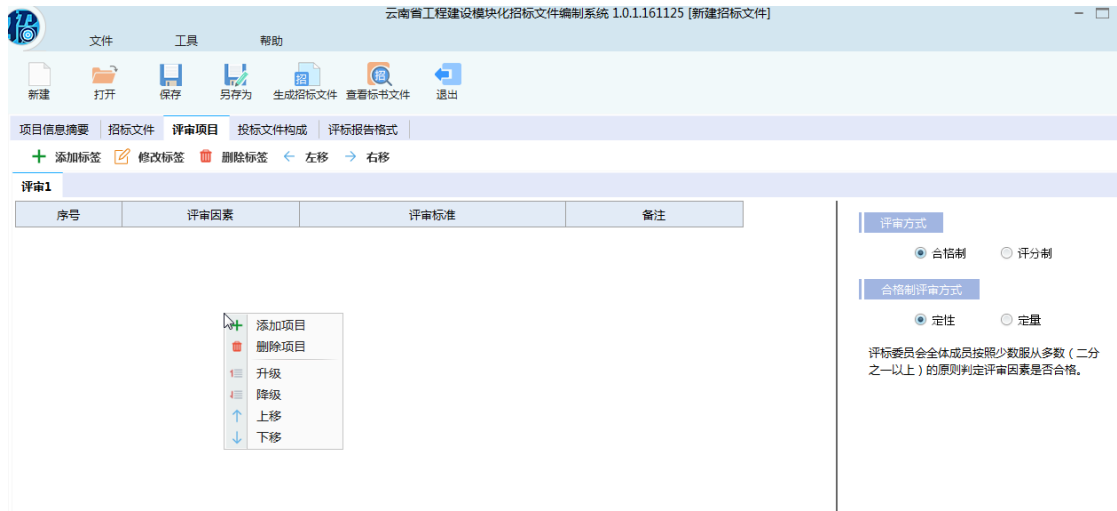 云南省工程建设模块化招标文件编制系统 1.0.1.161125 [新建招标文件]
文件 工具 帮助
招 招
新建 打开 保存 另存为 生成招标文件 查看标书文件 退出
项目信息摘要 招标文件 评审项目 投标文件构成 评标报告格式
添加标签 修改标签 删除标签 左移 右移
评审1
序号 评审因素 评审标准 备注
评审方式
合格制 评分制
合格制评审方式
定性 定量
评标委员会全体成员按照少数服从多数（二分
之一以上）的原则判定评审因素是否合格。
添加项目
删除项目
升级
降级
上移
下移